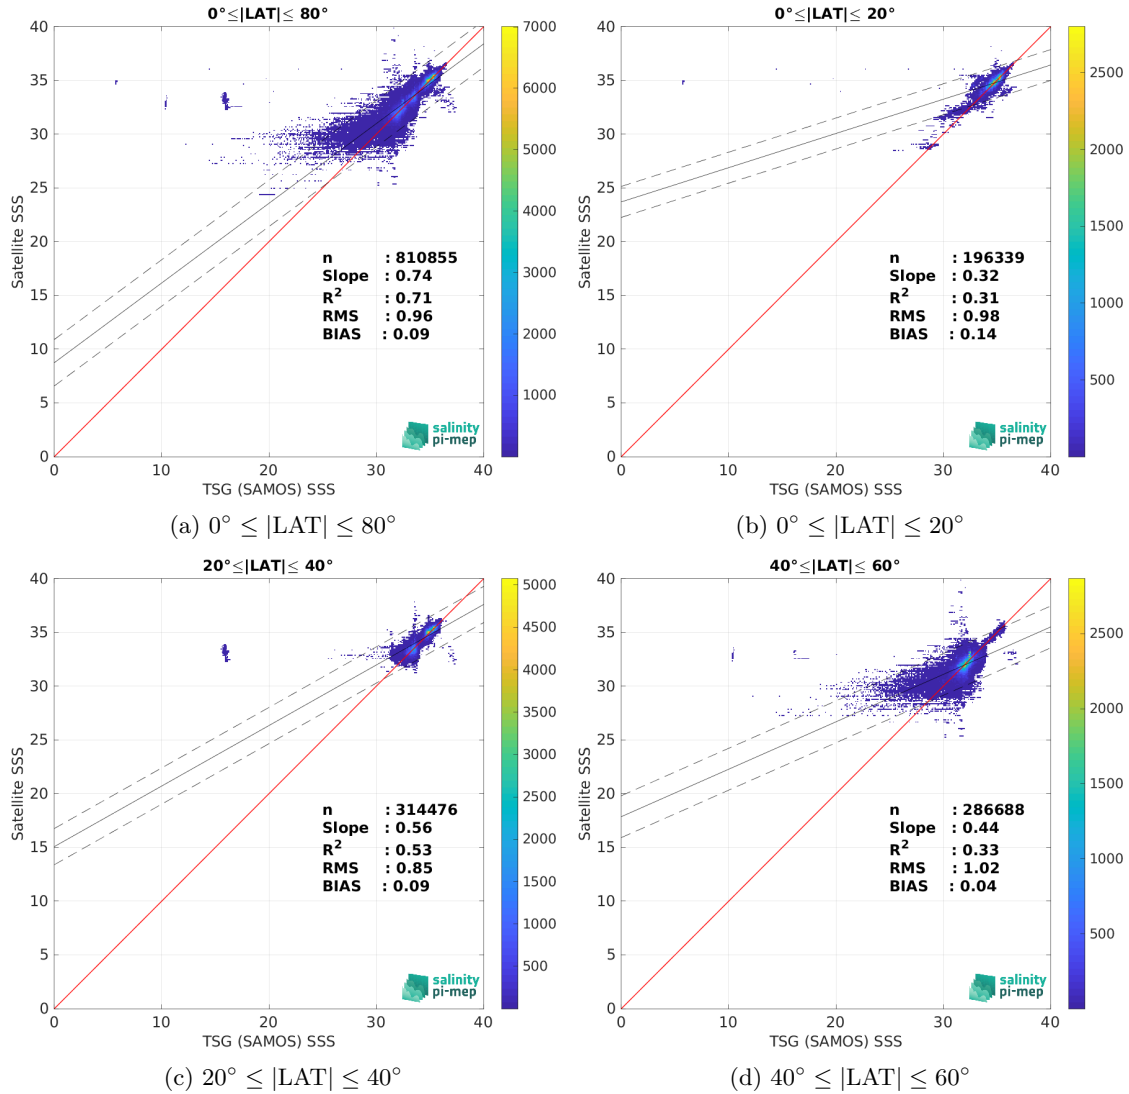 0°≤|LAT|≤ 80°
40
35
30
25
20
15
10
5
0
Satellite SSS
n : 810855
Slope : 0.74
R² : 0.71
RMS : 0.96
BIAS : 0.09
salinity
pi-mep
0 10 20 30 40
TSG (SAMOS) SSS
7000
6000
5000
4000
3000
2000
1000
(a) 0° ≤ |LAT| ≤ 80°
0°≤|LAT|≤ 20°
40
35
30
25
20
15
10
5
0
Satellite SSS
n : 196339
Slope : 0.32
R² : 0.31
RMS : 0.98
BIAS : 0.14
salinity
pi-mep
0 10 20 30 40
TSG (SAMOS) SSS
2500
2000
1500
1000
500
(b) 0° ≤ |LAT| ≤ 20°
20°≤|LAT|≤ 40°
40
35
30
25
20
15
10
5
0
Satellite SSS
n : 314476
Slope : 0.56
R² : 0.53
RMS : 0.85
BIAS : 0.09
salinity
pi-mep
0 10 20 30 40
TSG (SAMOS) SSS
5000
4500
4000
3500
3000
2500
2000
1500
1000
500
(c) 20° ≤ |LAT| ≤ 40°
40°≤|LAT|≤ 60°
40
35
30
25
20
15
10
5
0
Satellite SSS
n : 286688
Slope : 0.44
R² : 0.33
RMS : 1.02
BIAS : 0.04
salinity
pi-mep
0 10 20 30 40
TSG (SAMOS) SSS
2500
2000
1500
1000
500
(d) 40° ≤ |LAT| ≤ 60°